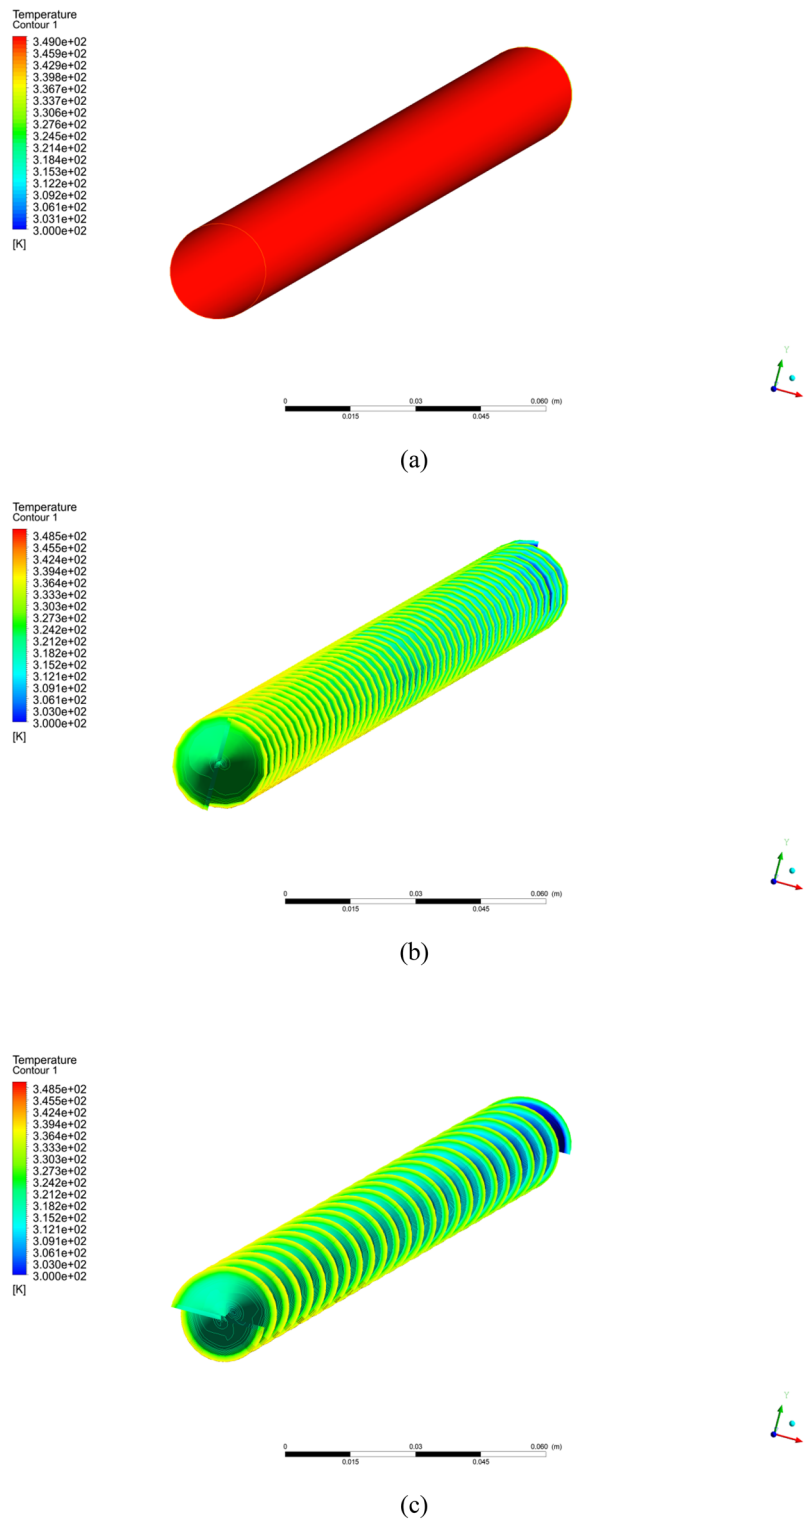 Temperature
Contour 1
3.490e+02
3.459e+02
3.429e+02
3.398e+02
3.367e+02
3.337e+02
3.306e+02
3.276e+02
3.245e+02
3.214e+02
3.184e+02
3.153e+02
3.122e+02
3.092e+02
3.061e+02
3.031e+02
3.000e+02
[K]
Y
0 0.03 0.060 (m)
0.015 0.045
(a)
Temperature
Contour 1
3.485e+02
3.455e+02
3.424e+02
3.394e+02
3.364e+02
3.333e+02
3.303e+02
3.273e+02
3.242e+02
3.212e+02
3.182e+02
3.152e+02
3.121e+02
3.091e+02
3.061e+02
3.030e+02
3.000e+02
[K]
Y
0 0.03 0.060 (m)
0.015 0.045
(b)
Temperature
Contour 1
3.485e+02
3.455e+02
3.424e+02
3.394e+02
3.364e+02
3.333e+02
3.303e+02
3.273e+02
3.242e+02
3.212e+02
3.182e+02
3.152e+02
3.121e+02
3.091e+02
3.061e+02
3.030e+02
3.000e+02
[K]
Y
0 0.03 0.060 (m)
0.015 0.045
(c)